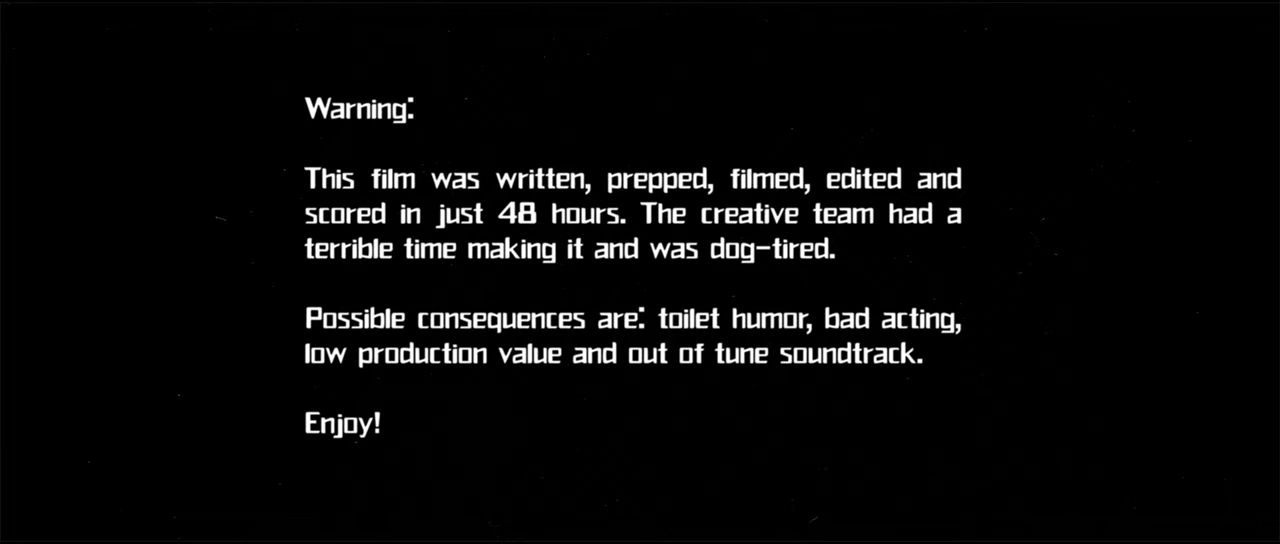 Warning:
This film was written, prepped, filmed, edited and
scored in just 48 hours. The creative team had a
terrible time making it and was dog-tired.
Possible consequences are: toilet humor, bad acting,
low production value and out of tune soundtrack.
Enjoy!